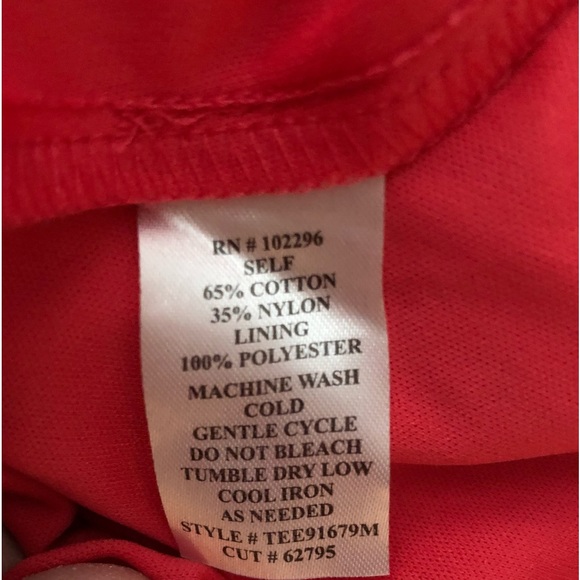 RN # 102296
SELF
65% COTTON
35% NYLON
LINING
100% POLYESTER
MACHINE WASH
COLD
GENTLE CYCLE
DO NOT BLEACH
TUMBLE DRY LOW
COOL IRON
AS NEEDED
STYLE # TEE91679M
CUT # 62795